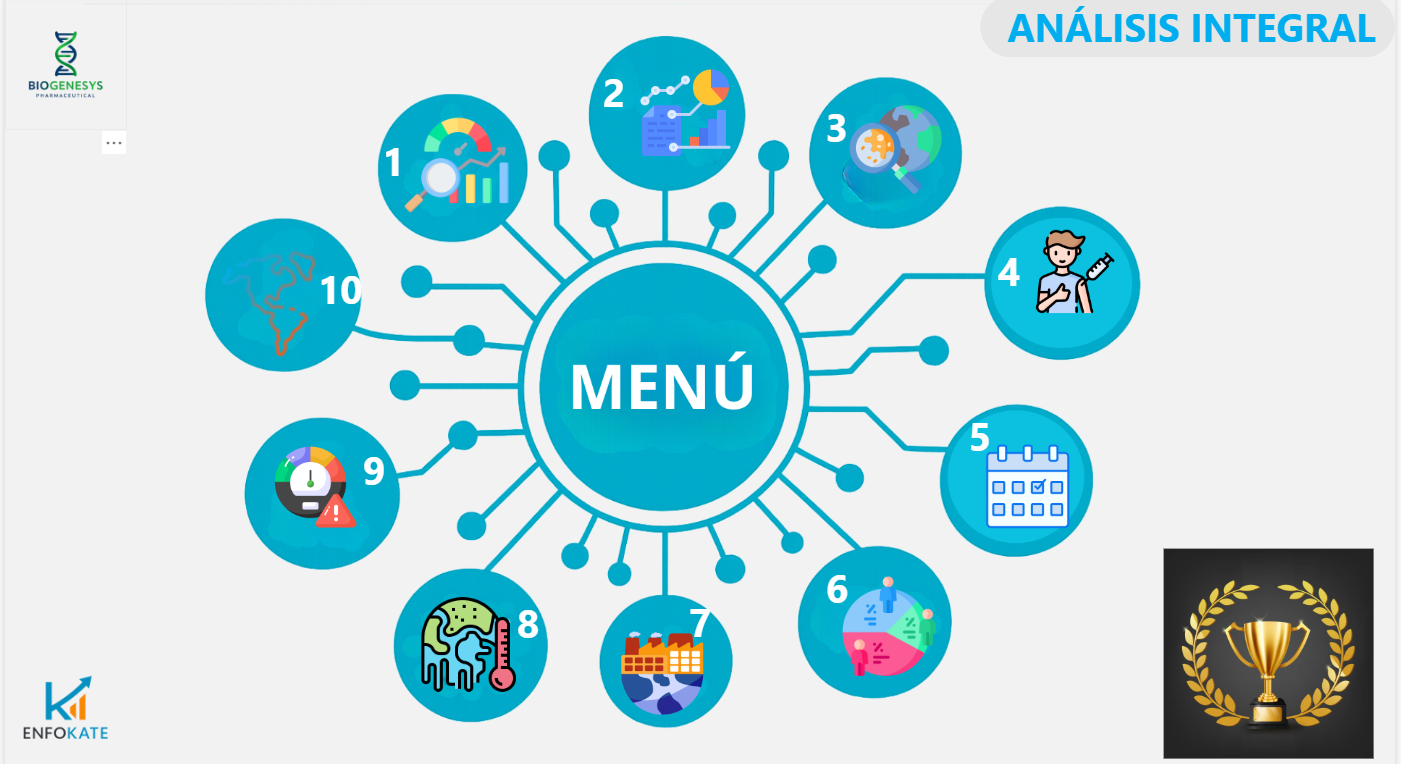 ANÁLISIS INTEGRAL
BIOGENESYS
PHARMACEUTICAL
...
1
2
3
4
5
6
7
8
9
10
MENÚ
ENFOKATE